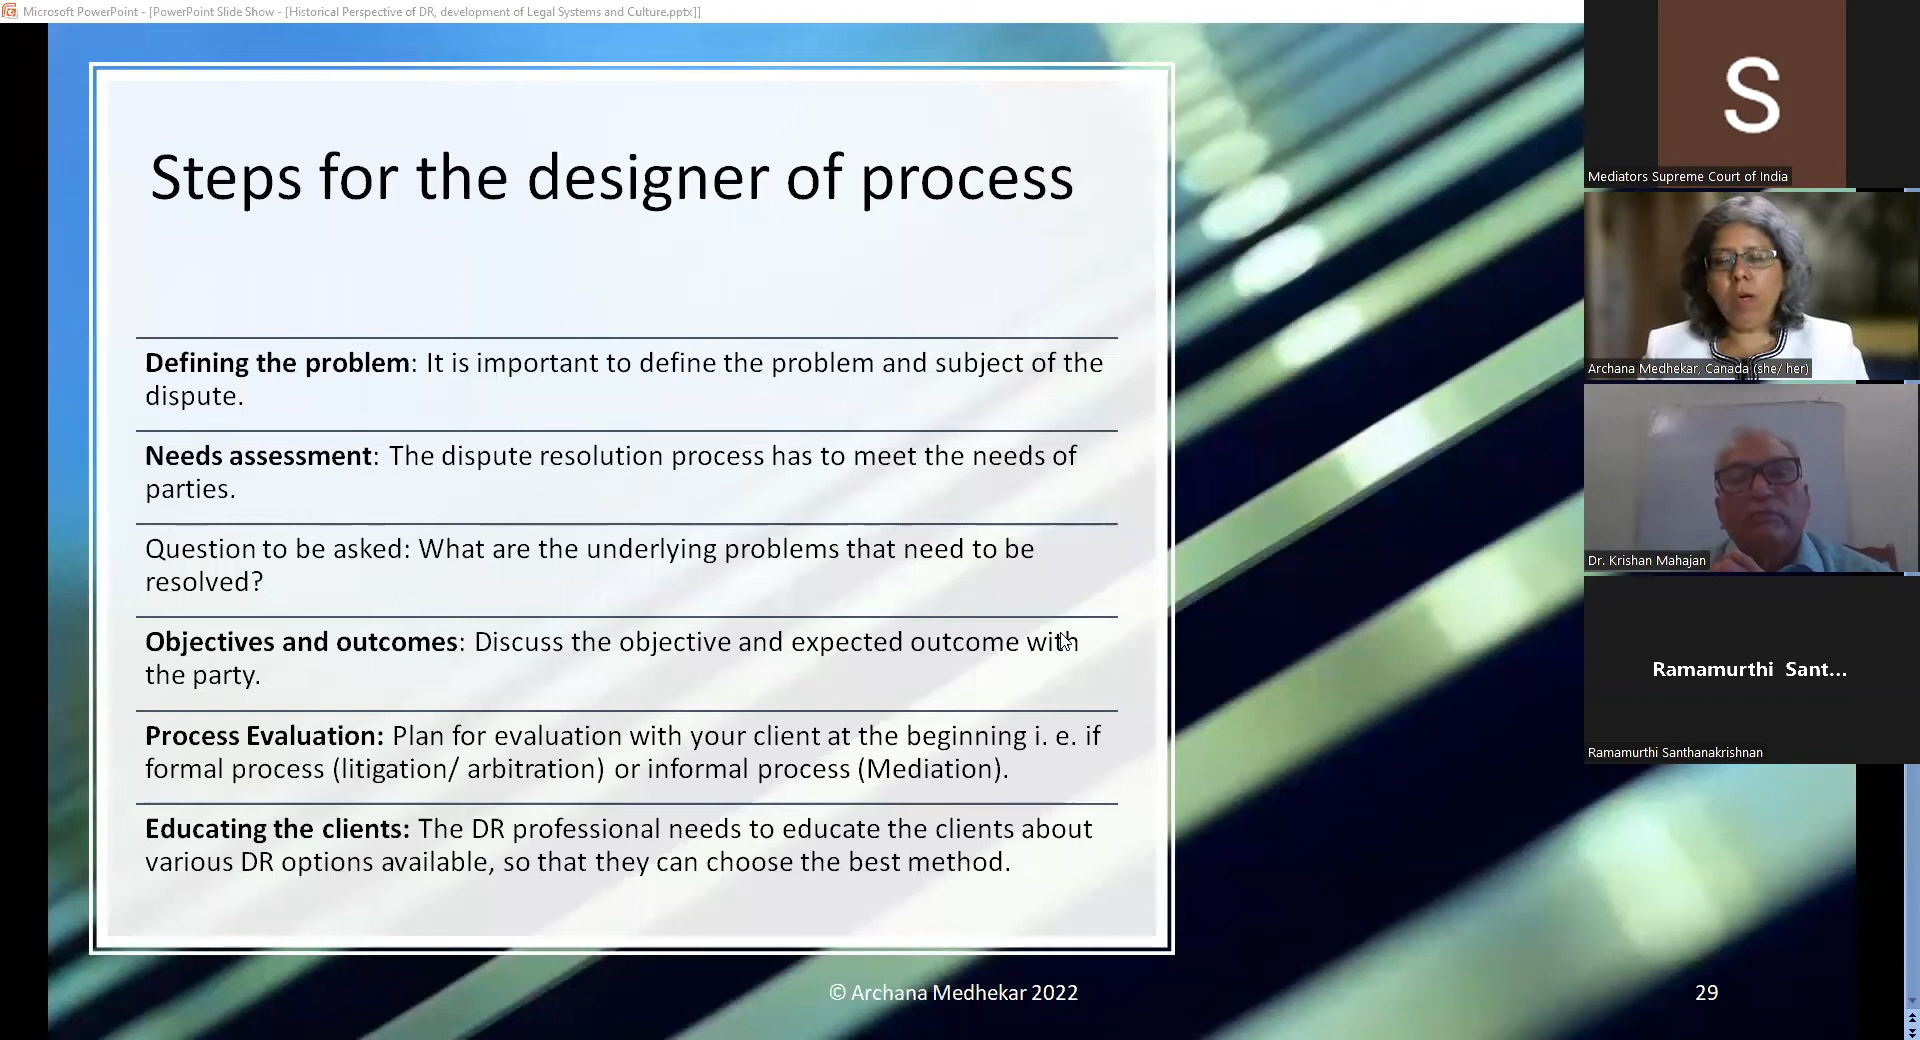 Microsoft PowerPoint - [PowerPoint Slide Show - [Historical Perspective of DR, development of Legal Systems and Culture.pptx]]
Steps for the designer of process
Defining the problem: It is important to define the problem and subject of the
dispute.
Needs assessment: The dispute resolution process has to meet the needs of
parties.
Question to be asked: What are the underlying problems that need to be
resolved?
Objectives and outcomes: Discuss the objective and expected outcome with
the party.
Process Evaluation: Plan for evaluation with your client at the beginning i. e. if
formal process (litigation/ arbitration) or informal process (Mediation).
Educating the clients: The DR professional needs to educate the clients about
various DR options available, so that they can choose the best method.
© Archana Medhekar 2022
29
S
Mediators Supreme Court of India
Archana Medhekar, Canada (she/ her)
Dr. Krishan Mahajan
Ramamurthi Sant...
Ramamurthi Santhanakrishnan